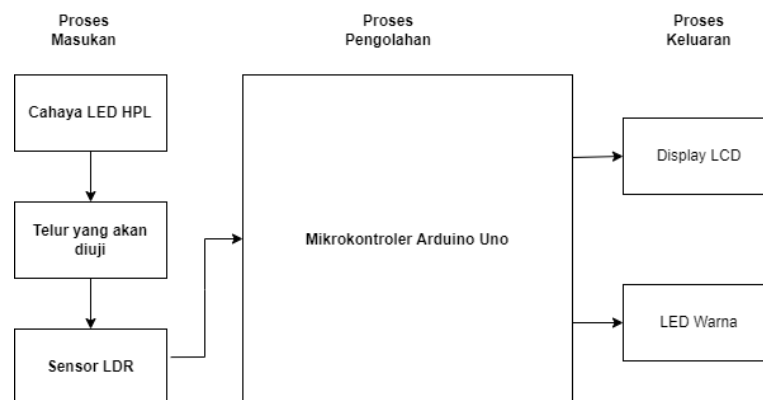 Proses
Masukan
Proses
Pengolahan
Proses
Keluaran
Cahaya LED HPL
Telur yang akan
diuji
Sensor LDR
Mikrokontroler Arduino Uno
Display LCD
LED Warna